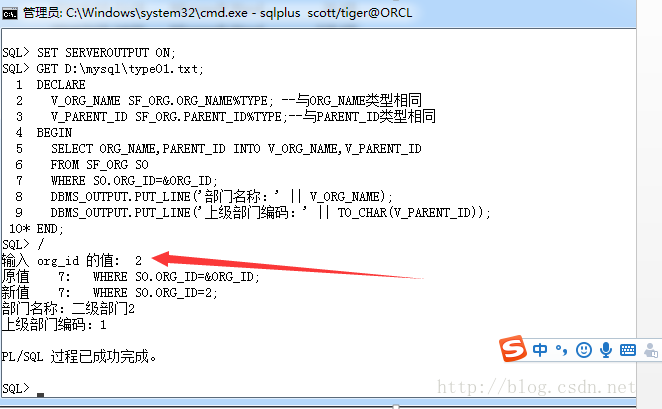 管理员: C:\Windows\system32\cmd.exe - sqlplus  scott/tiger@ORCL
SQL> SET SERVEROUTPUT ON;
SQL> GET D:\mysql\type01.txt;
  1  DECLARE
  2    V_ORG_NAME SF_ORG.ORG_NAME%TYPE; --与ORG_NAME类型相同
  3    V_PARENT_ID SF_ORG.PARENT_ID%TYPE;--与PARENT_ID类型相同
  4  BEGIN
  5    SELECT ORG_NAME,PARENT_ID INTO V_ORG_NAME,V_PARENT_ID
  6    FROM SF_ORG SO
  7    WHERE SO.ORG_ID=&ORG_ID;
  8    DBMS_OUTPUT.PUT_LINE('部门名称：' || V_ORG_NAME);
  9    DBMS_OUTPUT.PUT_LINE('上级部门编码：' || TO_CHAR(V_PARENT_ID));
 10* END;
SQL> /
输入 org_id 的值:  2
原值    7:   WHERE SO.ORG_ID=&ORG_ID;
新值    7:   WHERE SO.ORG_ID=2;
部门名称：二级部门2
上级部门编码：1
PL/SQL 过程已成功完成。
SQL>
S 中 °,
http://blog.csdn.net